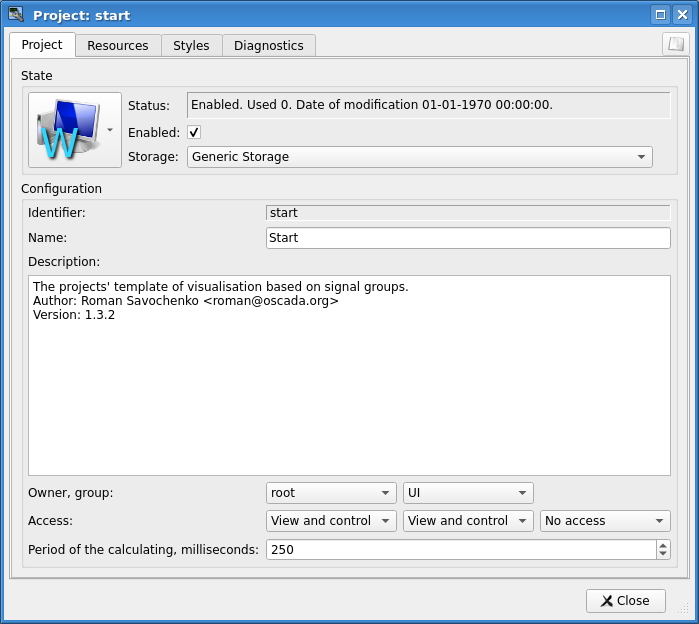 Project: start
Project Resources Styles Diagnostics
State
W
Status: Enabled. Used 0. Date of modification 01-01-1970 00:00:00.
Enabled:
Storage: Generic Storage
Configuration
Identifier: start
Name: Start
Description:
The projects' template of visualisation based on signal groups.
Author: Roman Savochenko <roman@oscada.org>
Version: 1.3.2
Owner, group: root UI
Access: View and control View and control No access
Period of the calculating, milliseconds: 250
Close